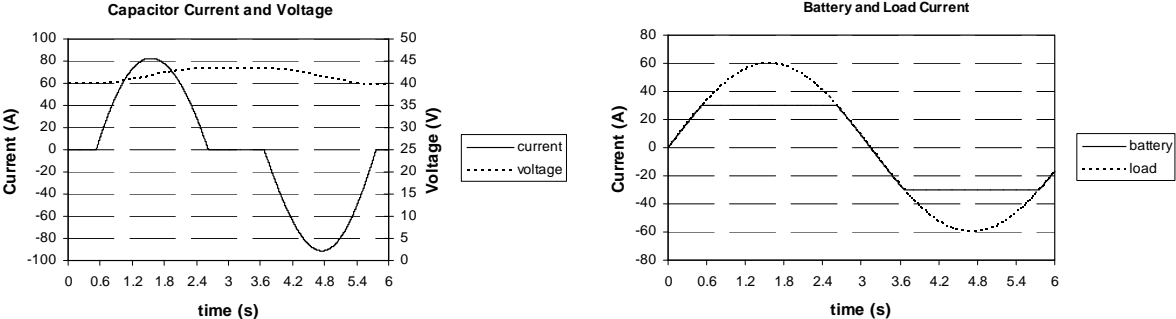 Capacitor Current and Voltage
Current (A)
100
80
60
40
20
0
-20
-40
-60
-80
-100
50
45
40
35
30
25
20
15
10
5
0
Voltage (V)
0 0.6 1.2 1.8 2.4 3 3.6 4.2 4.8 5.4 6
time (s)
current
voltage
Battery and Load Current
Current (A)
80
60
40
20
0
-20
-40
-60
-80
0 0.6 1.2 1.8 2.4 3 3.6 4.2 4.8 5.4 6
time (s)
battery
load